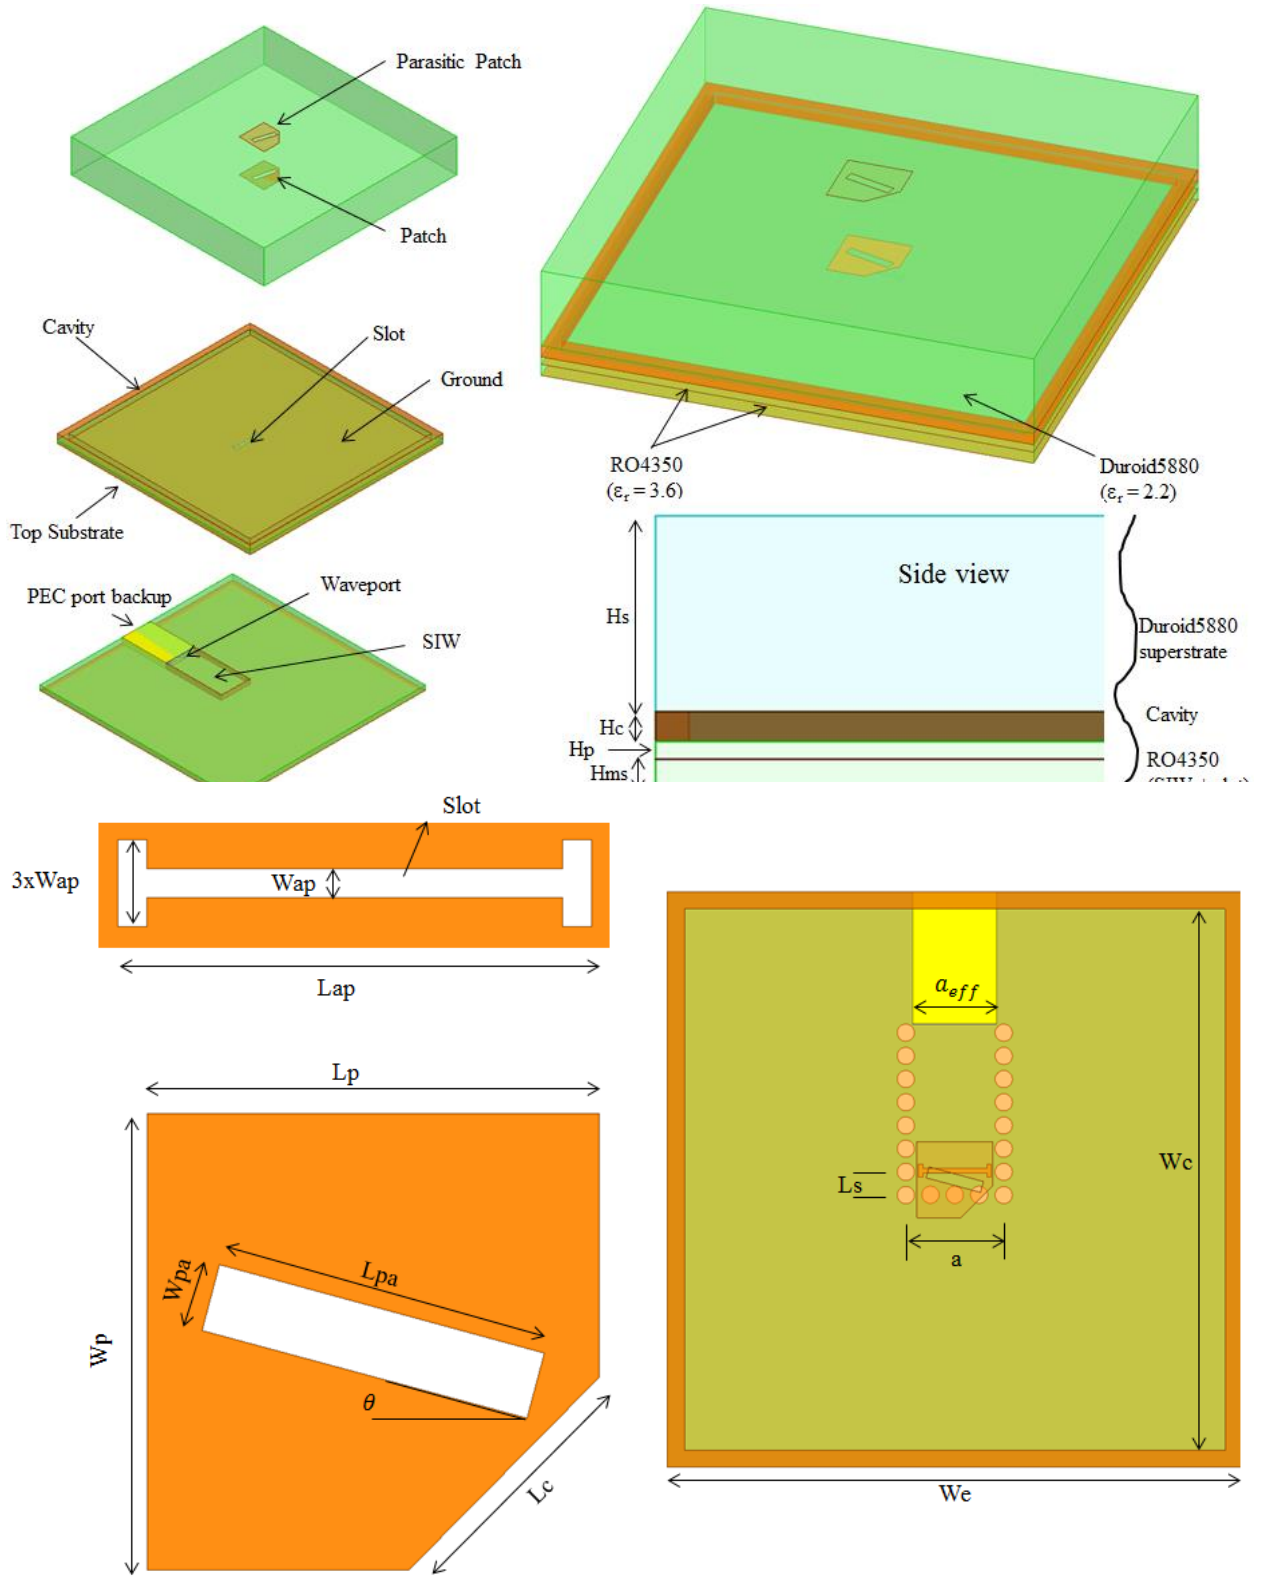 Parasitic Patch
Patch
Cavity
Slot
Ground
Top Substrate
PEC port backup
Waveport
SIW
RO4350
(εr = 3.6)
Duroid5880
(εr = 2.2)
Side view
Hs
Hc
Hp
Hms
Duroid5880
superstrate
Cavity
RO4350
Slot
3xWap
Wap
Lap
Lp
Wp
Wpa
Lpa
θ
Lc
aeff
Ls
a
Wc
We